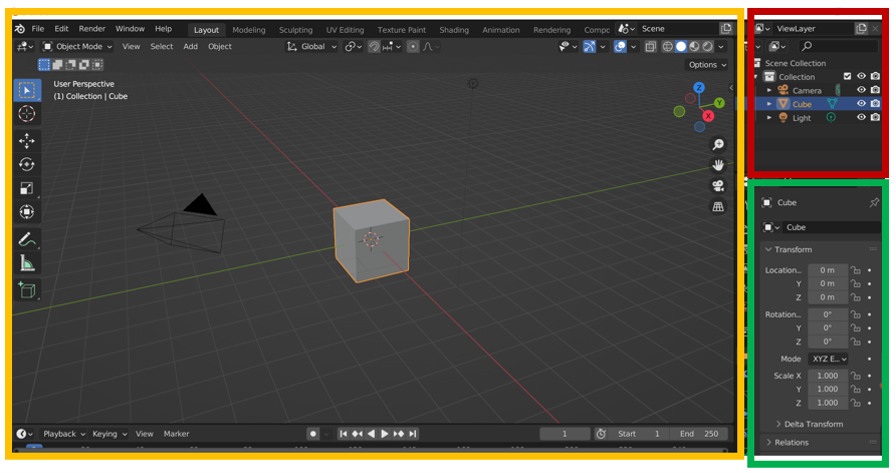 File Edit Render Window Help Layout Modeling Sculpting UV Editing Texture Paint Shading Animation Rendering Compc Scene
Object Mode View Select Add Object Global
Options
User Perspective
(1) Collection | Cube
Z
Y
X
Playback Keying View Marker 1 Start 1 End 250
ViewLayer
Scene Collection
Collection
Camera
Cube
Light
Cube
Cube
Transform
Location... 0 m
Y 0 m
Z 0 m
Rotation... 0°
Y 0°
Z 0°
Mode XYZ E...
Scale X 1.000
Y 1.000
Z 1.000
Delta Transform
Relations